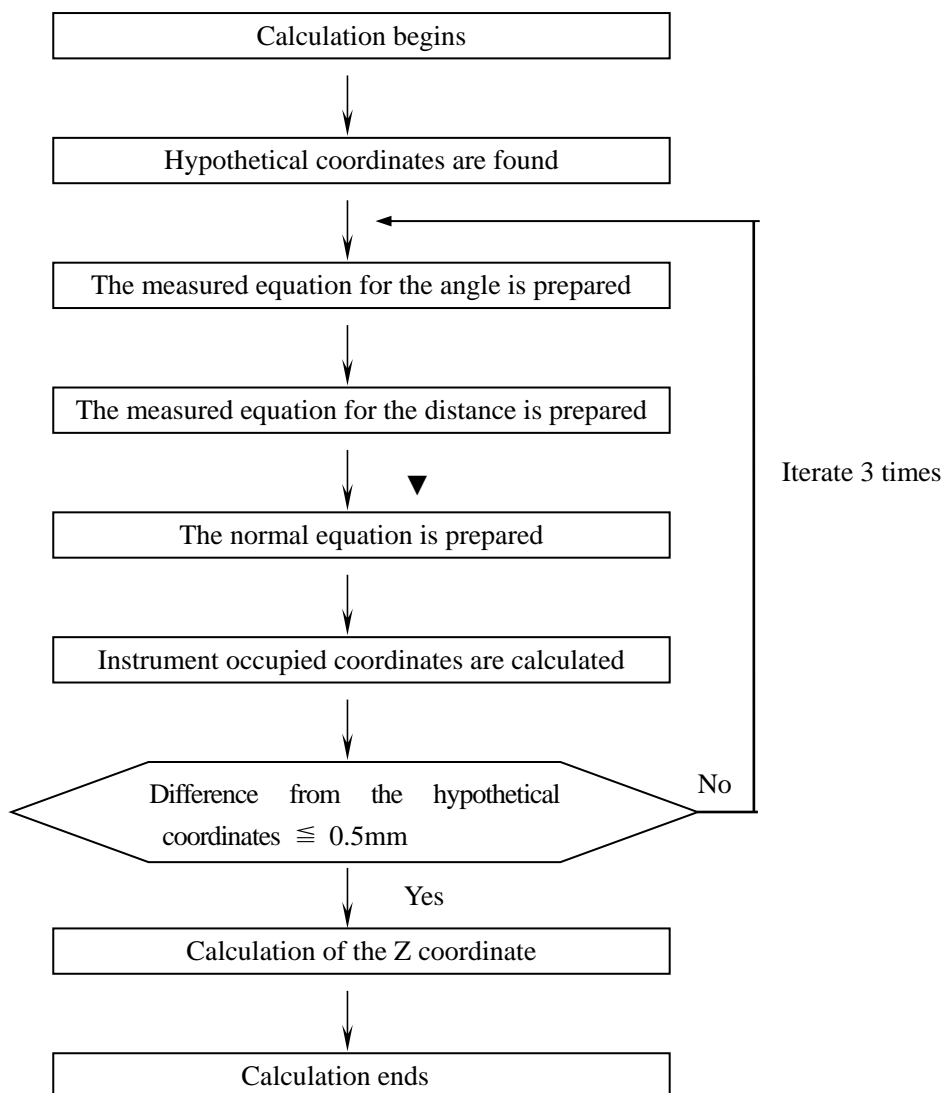 Calculation begins
Hypothetical coordinates are found
The measured equation for the angle is prepared
The measured equation for the distance is prepared
Iterate 3 times
The normal equation is prepared
Instrument occupied coordinates are calculated
No
Difference from the hypothetical
coordinates ≦ 0.5mm
Yes
Calculation of the Z coordinate
Calculation ends